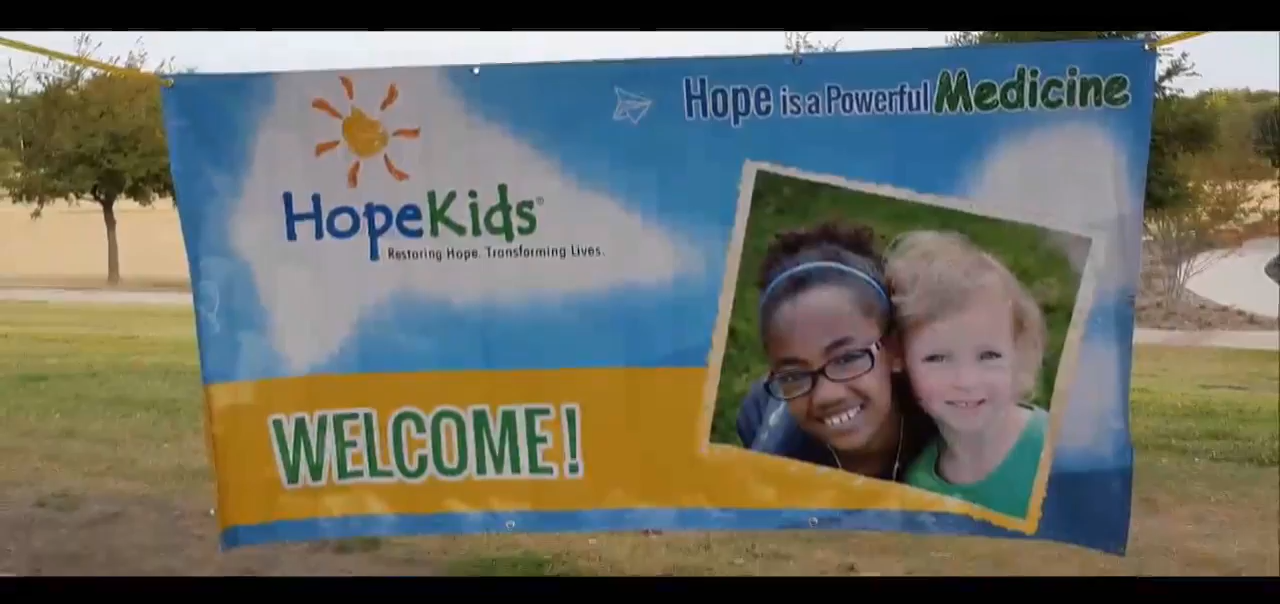 Hope is a Powerful Medicine
HopeKids®
Restoring Hope. Transforming Lives.
WELCOME!